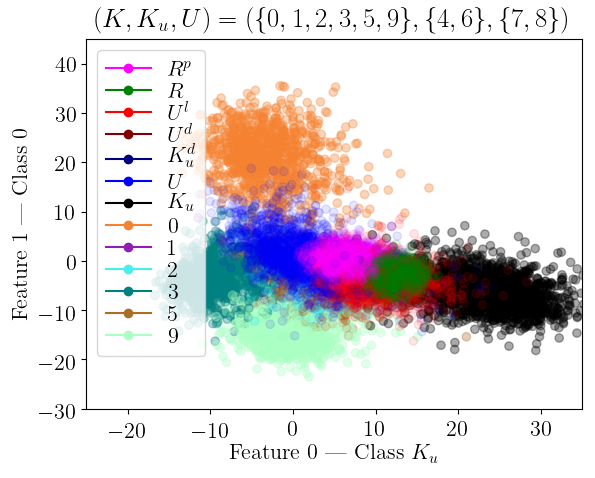 (K, K_u, U) = ({0, 1, 2, 3, 5, 9}, {4, 6}, {7, 8})
40
30
20
10
0
−10
−20
−30
Feature 1 — Class 0
R^p
R
U^l
U^d
K_u^d
U
K_u
0
1
2
3
5
9
−20
−10
0
10
20
30
Feature 0 — Class K_u